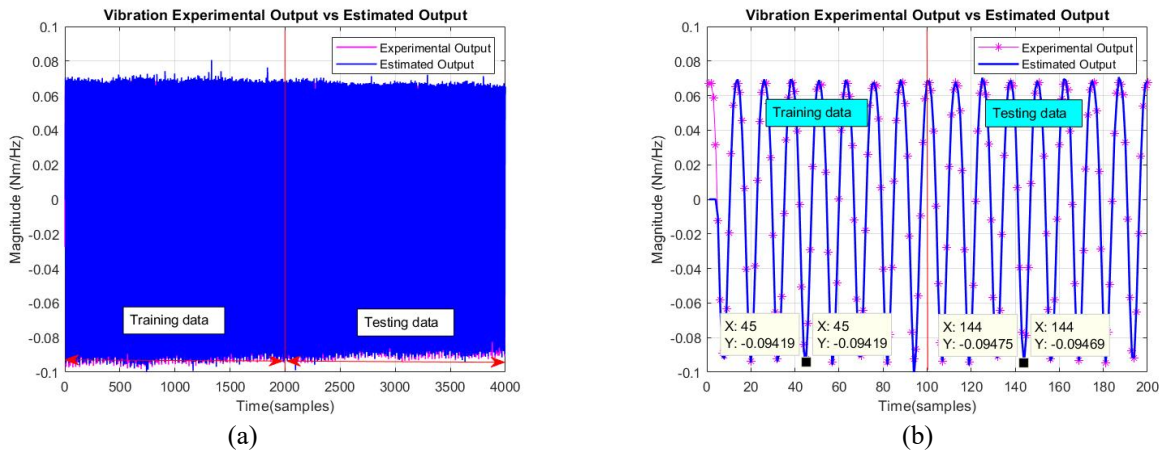 Vibration Experimental Output vs Estimated Output
Experimental Output
Estimated Output
0.1
0.08
0.06
0.04
0.02
0
-0.02
-0.04
-0.06
-0.08
-0.1
Magnitude (Nm/Hz)
Training data
Testing data
0 500 1000 1500 2000 2500 3000 3500 4000
Time(samples)
(a)
Vibration Experimental Output vs Estimated Output
Experimental Output
Estimated Output
0.1
0.08
0.06
0.04
0.02
0
-0.02
-0.04
-0.06
-0.08
-0.1
Magnitude (Nm/Hz)
Training data
Testing data
X: 45
Y: -0.09419
X: 45
Y: -0.09419
X: 144
Y: -0.09475
X: 144
Y: -0.09469
0 20 40 60 80 100 120 140 160 180 200
Time(samples)
(b)